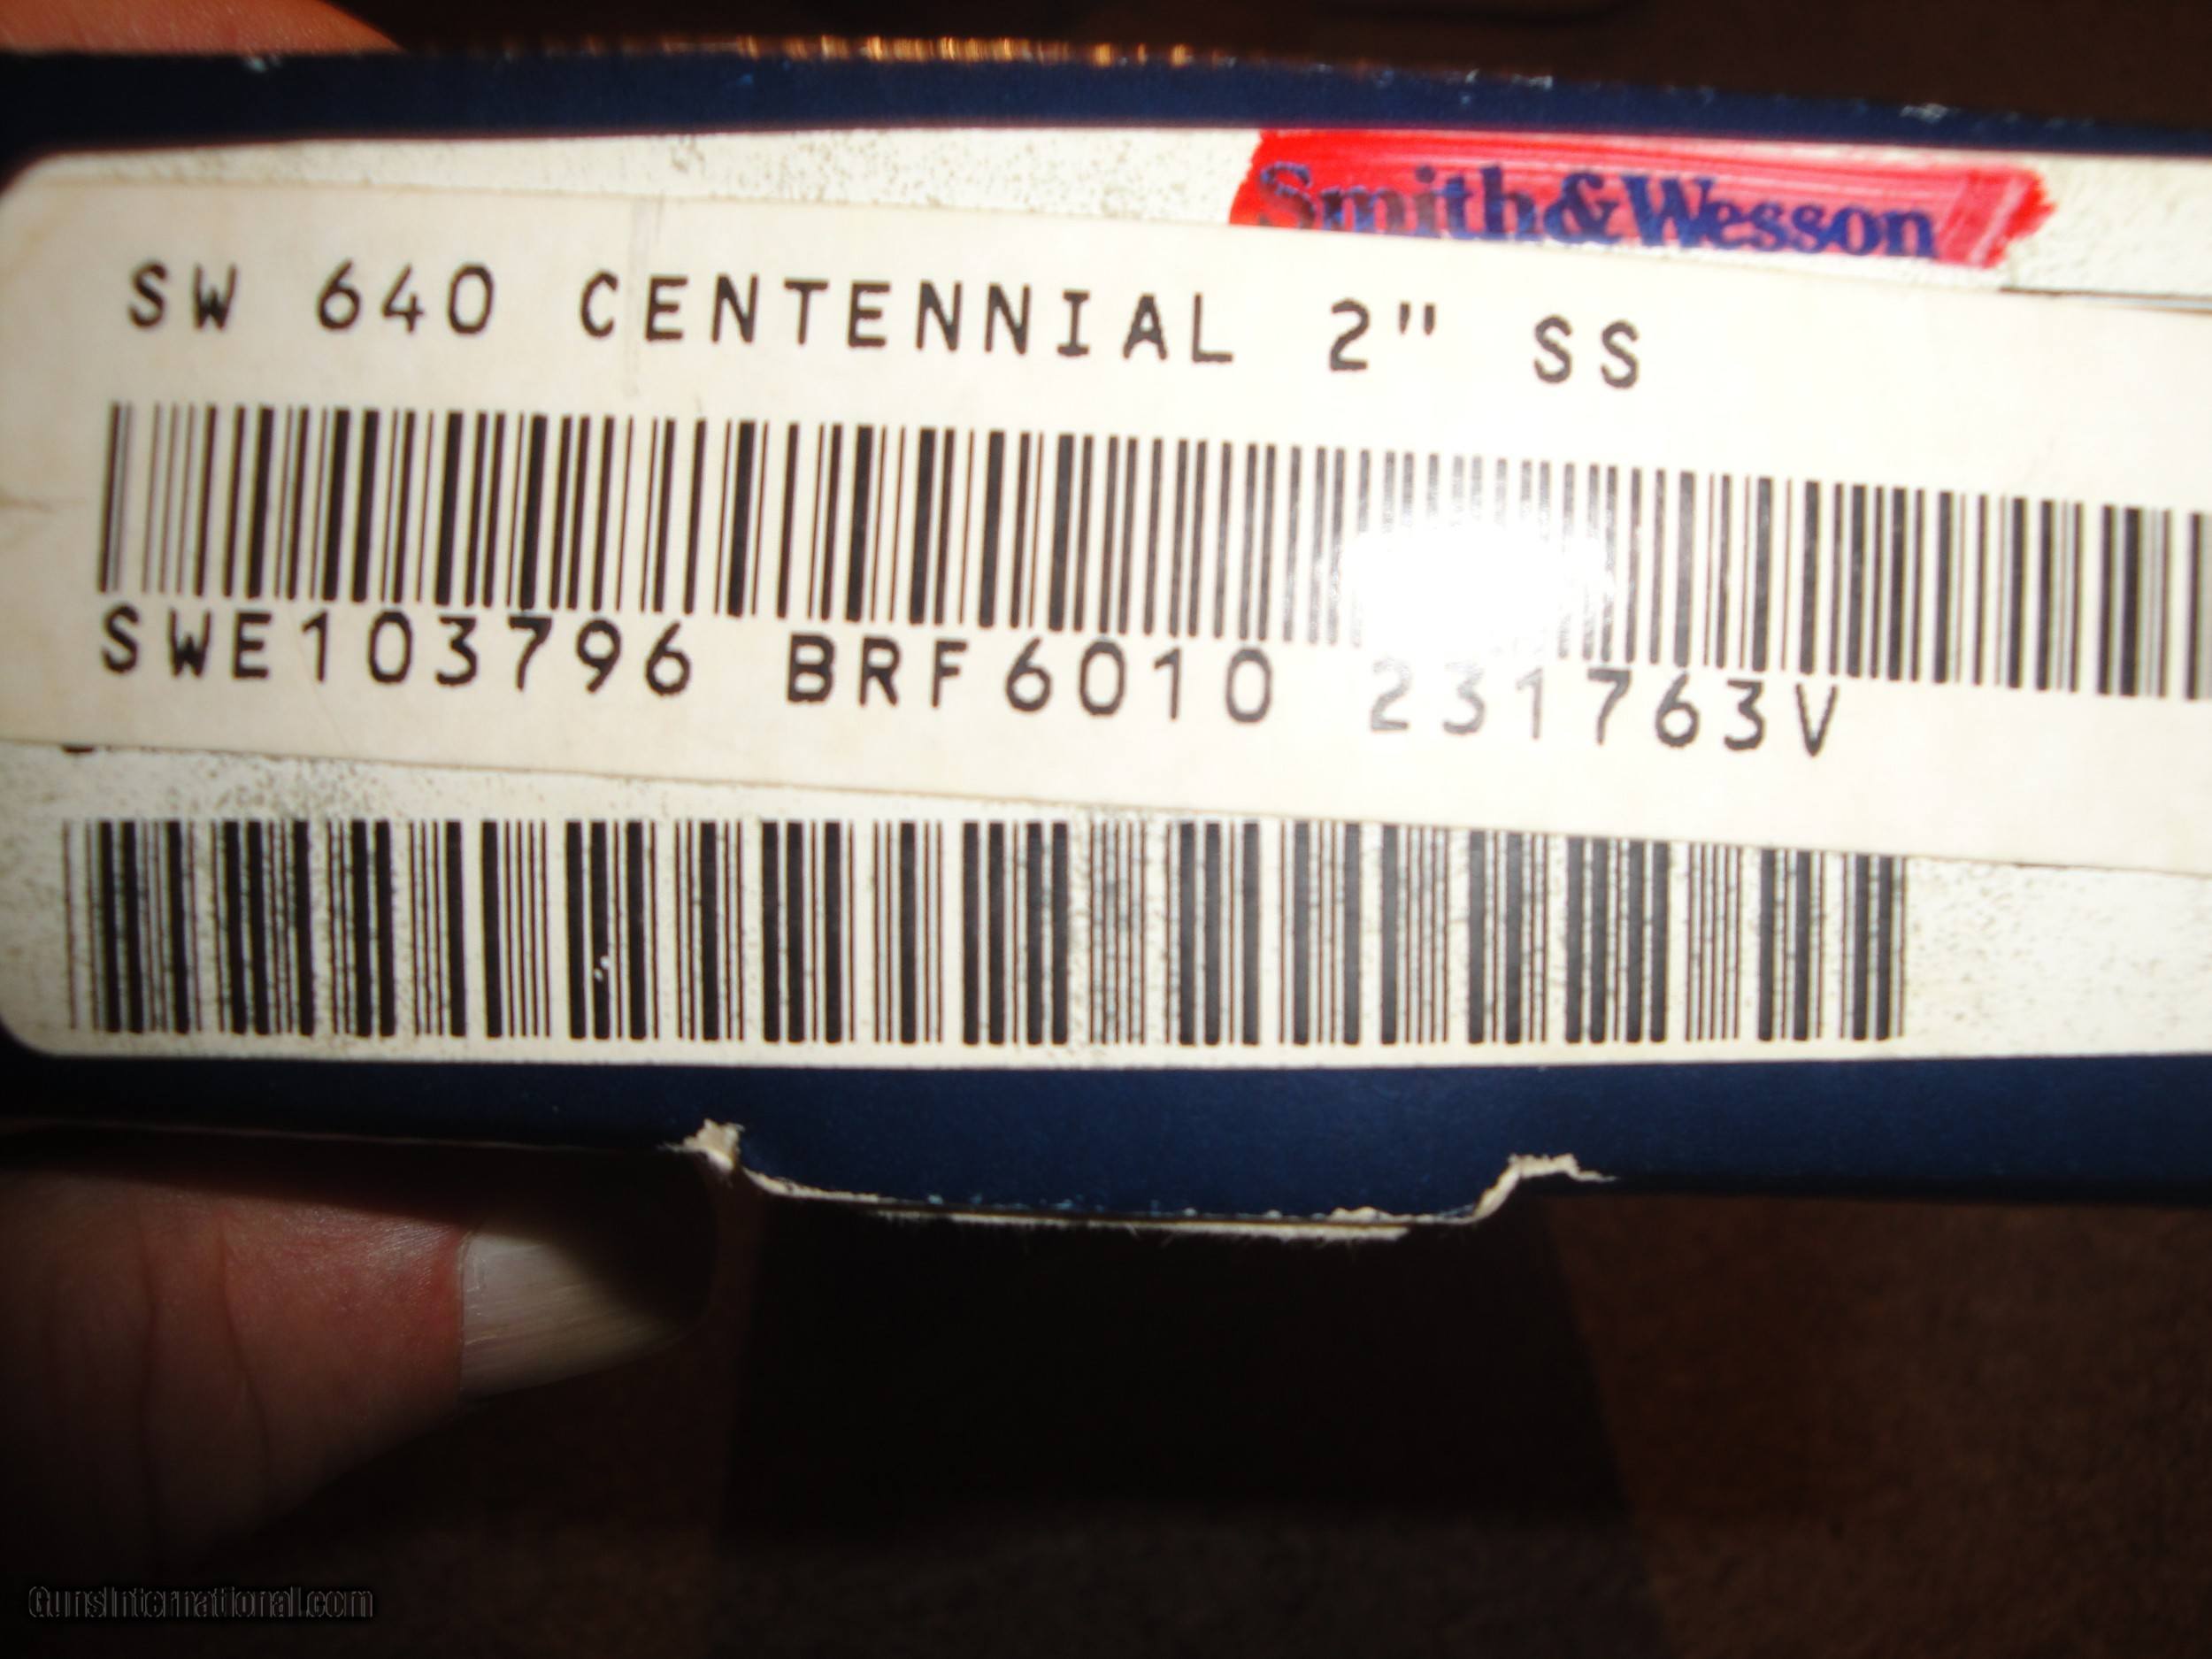 Smith&Wesson
SW 640 CENTENNIAL 2" SS
SWE103796 BRF6010 231763V
GunsInternational.com